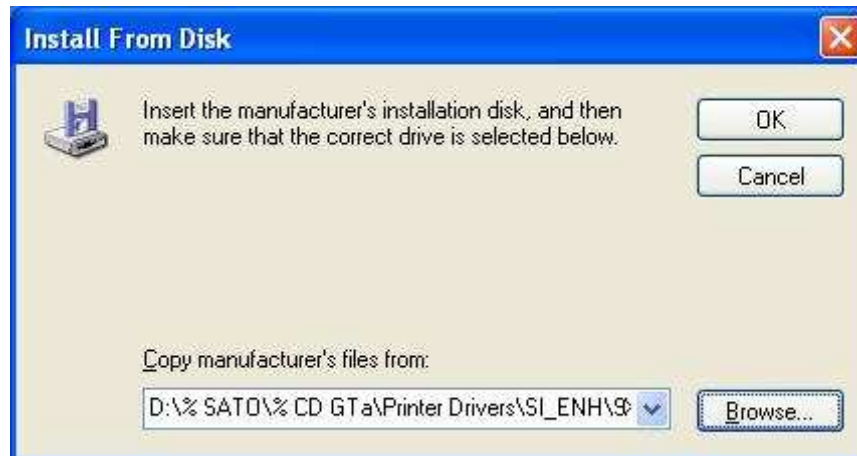 Install From Disk
Insert the manufacturer's installation disk, and then
make sure that the correct drive is selected below.
OK
Cancel
Copy manufacturer's files from:
D:\% SATO\% CD GTa\Printer Drivers\SI_ENH\
Browse...